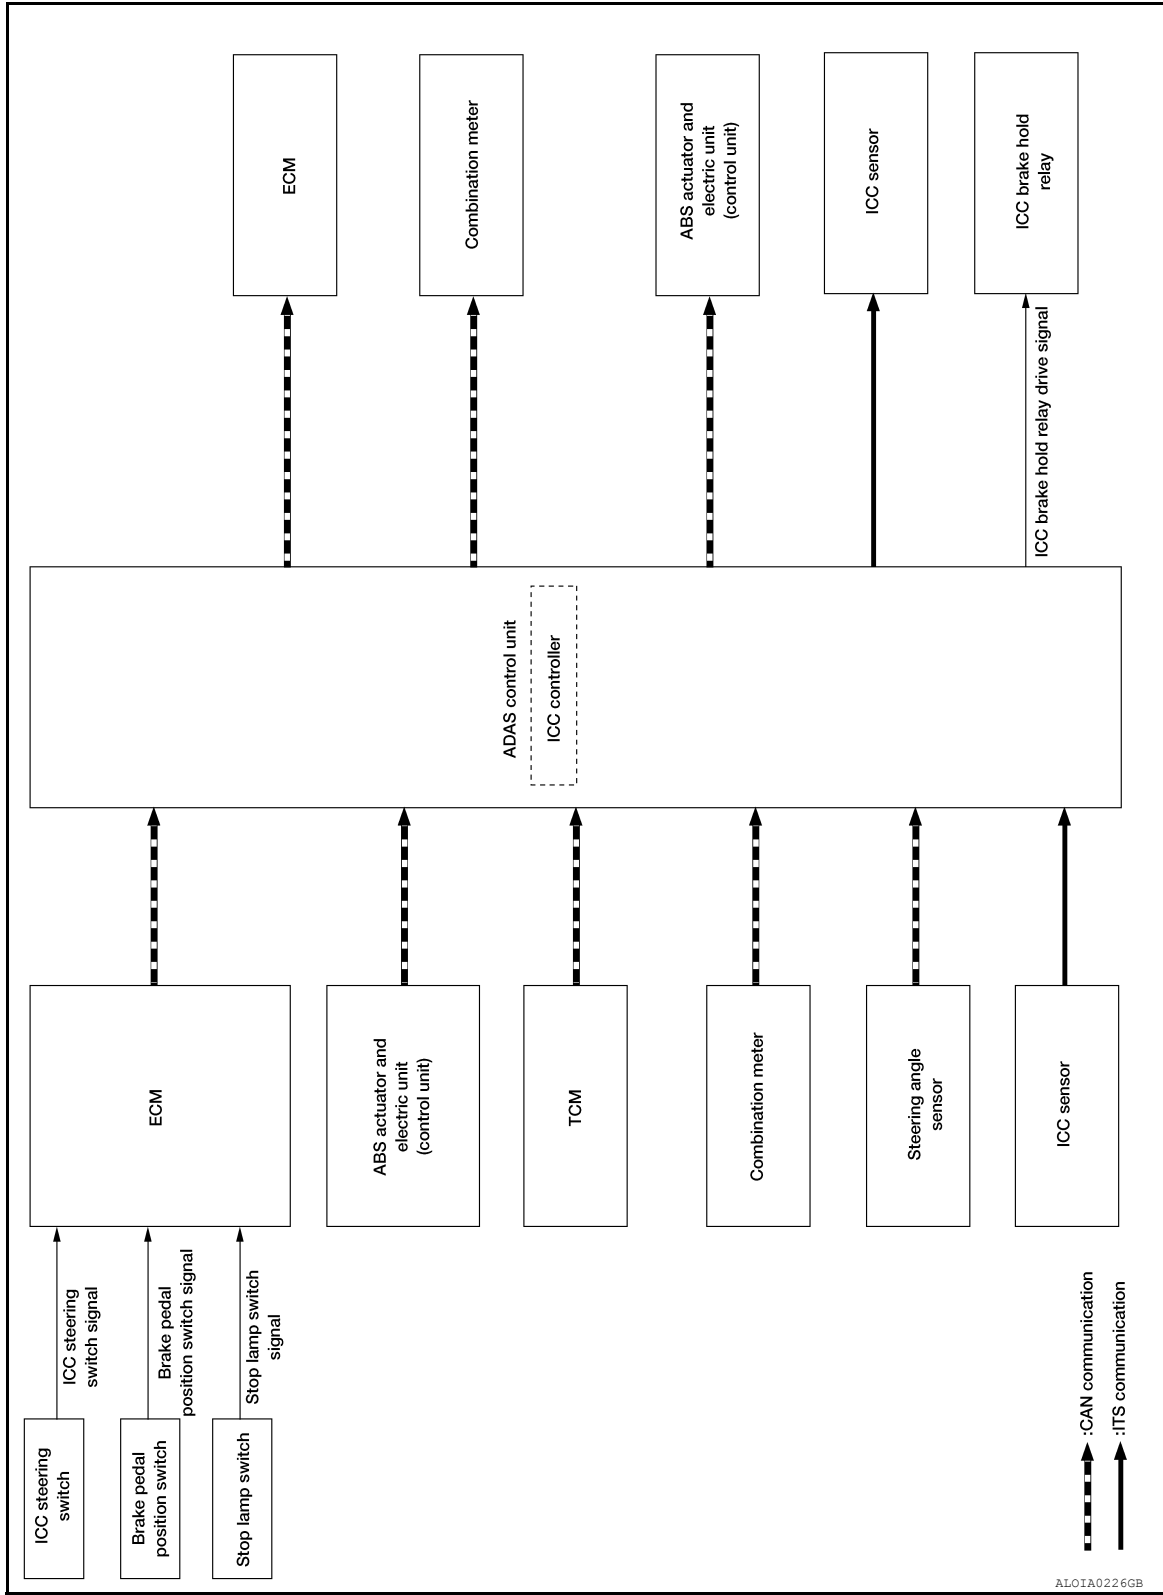 ICC steering
switch
ICC steering
switch signal
Brake pedal
position switch
Brake pedal
position switch signal
Stop lamp switch
Stop lamp switch
signal
ECM
ABS actuator and
electric unit
(control unit)
TCM
Combination meter
Steering angle
sensor
ICC sensor
ADAS control unit
ICC controller
ECM
Combination meter
ABS actuator and
electric unit
(control unit)
ICC sensor
ICC brake hold relay drive signal
ICC brake hold
relay
:CAN communication
:ITS communication
ALOIA0226GB